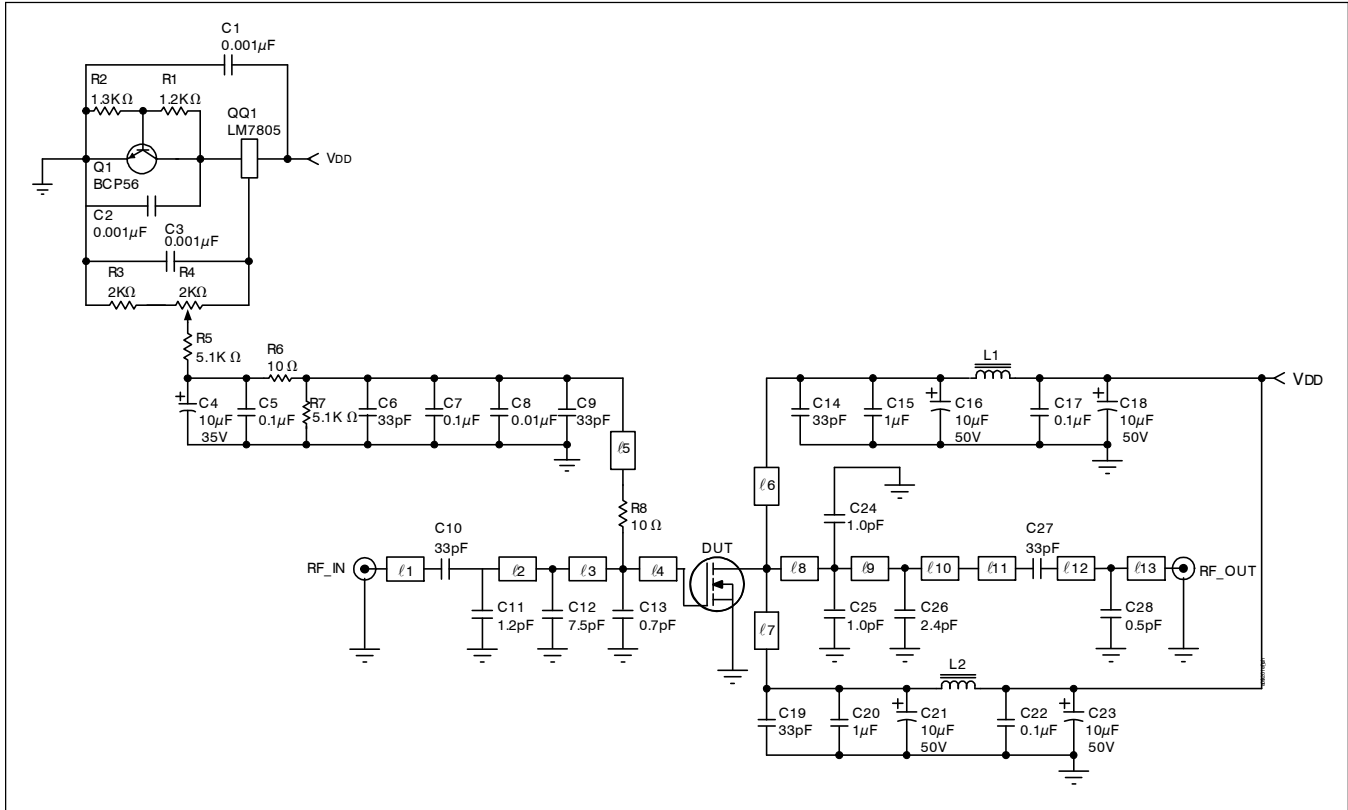 C1
0.001µF
R2
1.3KΩ
R1
1.2KΩ
QQ1
LM7805
VDD
Q1
BCP56
C2
0.001µF
C3
0.001µF
R3
2KΩ
R4
2KΩ
R5
5.1K Ω
R6
10 Ω
C4
10µF
35V
C5
0.1µF
R7
5.1K Ω
C6
33pF
C7
0.1µF
C8
0.01µF
C9
33pF
ℓ5
R8
10 Ω
L1
VDD
C14
33pF
C15
1µF
C16
10µF
50V
C17
0.1µF
C18
10µF
50V
ℓ6
C24
1.0pF
RF_IN
ℓ1
C10
33pF
ℓ2
ℓ3
ℓ4
DUT
ℓ8
ℓ9
ℓ10
ℓ11
C27
33pF
ℓ12
ℓ13
RF_OUT
C11
1.2pF
C12
7.5pF
C13
0.7pF
ℓ7
C25
1.0pF
C26
2.4pF
C28
0.5pF
L2
C19
33pF
C20
1µF
C21
10µF
50V
C22
0.1µF
C23
10µF
50V